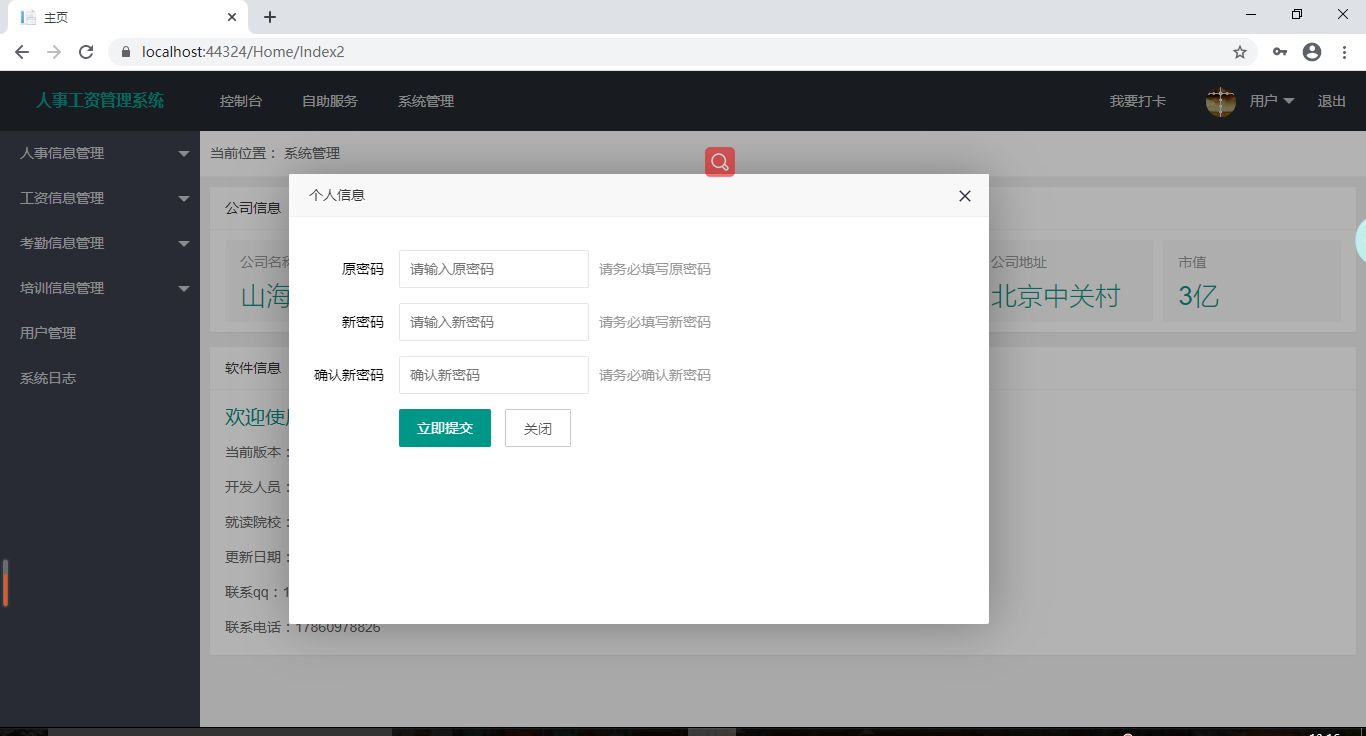 主页
localhost:44324/Home/Index2
人事工资管理系统 控制台 自助服务 系统管理 我要打卡 用户 退出
人事信息管理
工资信息管理
考勤信息管理
培训信息管理
用户管理
系统日志
当前位置： 系统管理
个人信息
原密码 请输入原密码 请务必填写原密码
新密码 请输入新密码 请务必填写新密码
确认新密码 确认新密码 请务必确认新密码
立即提交 关闭
公司信息
公司名称
山海
公司地址
北京中关村
市值
3亿
软件信息
欢迎使用
当前版本：
开发人员：
就读院校：
更新日期：
联系qq：1
联系电话：17860978826